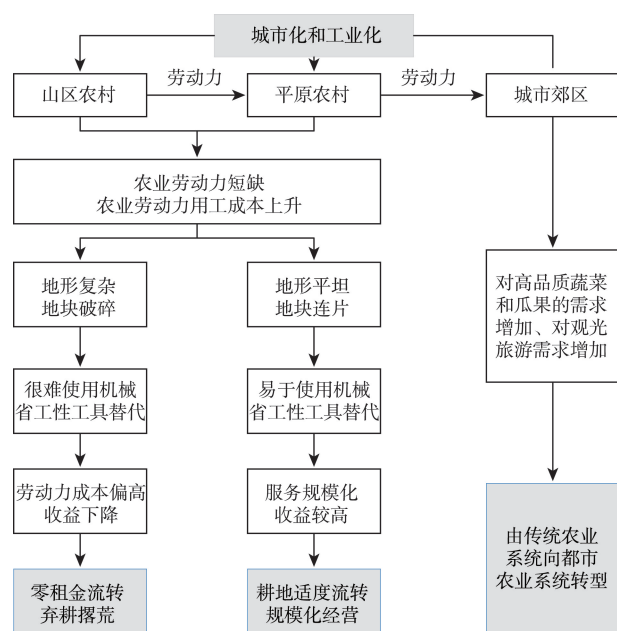 城市化和工业化
劳动力
劳动力
山区农村
平原农村
城市郊区
农业劳动力短缺
农业劳动力用工成本上升
地形复杂
地块破碎
地形平坦
地块连片
对高品质蔬菜
和瓜果的需求
增加、对观光
旅游需求增加
很难使用机械
省工性工具替代
易于使用机械
省工性工具替代
劳动力成本偏高
收益下降
服务规模化
收益较高
由传统农业
系统向都市
农业系统转型
零租金流转
弃耕撂荒
耕地适度流转
规模化经营